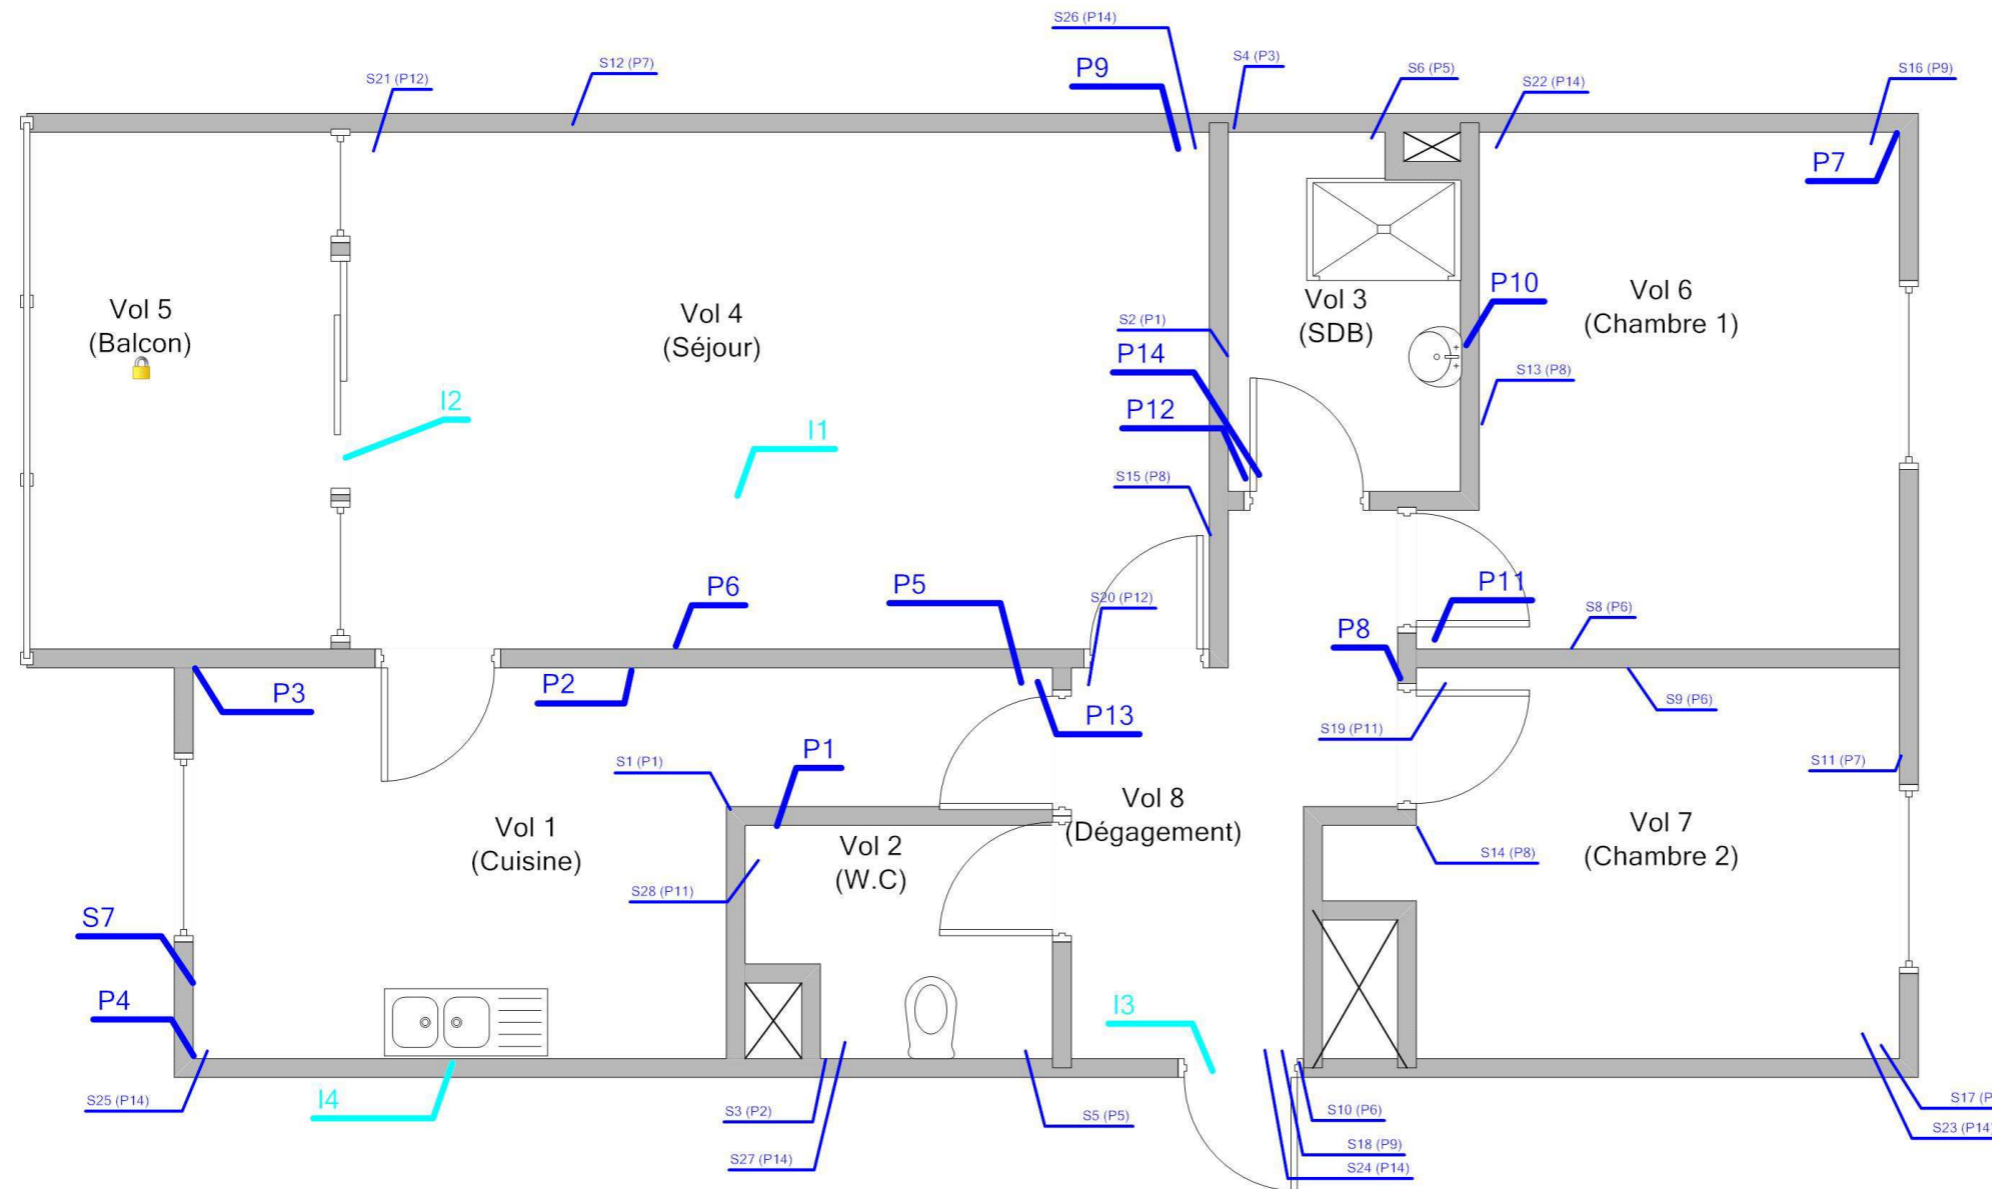 S26 (P14)
S21 (P12)
S12 (P7)
P9
S4 (P3)
S6 (P5)
S22 (P14)
S16 (P9)
P7
Vol 5
(Balcon)
Vol 4
(Séjour)
Vol 3
(SDB)
P10
Vol 6
(Chambre 1)
S2 (P1)
P14
S13 (P8)
I2
I1
P12
S15 (P8)
P6
P5
S20 (P12)
P11
S8 (P6)
P8
P3
P2
P13
S9 (P6)
S19 (P11)
P1
S1 (P1)
S11 (P7)
Vol 1
(Cuisine)
Vol 2
(W.C)
Vol 8
(Dégagement)
Vol 7
(Chambre 2)
S14 (P8)
S28 (P11)
S7
P4
I3
I4
S25 (P14)
S3 (P2)
S5 (P5)
S10 (P6)
S17 (P
S23 (P14)
S27 (P14)
S18 (P9)
S24 (P14)